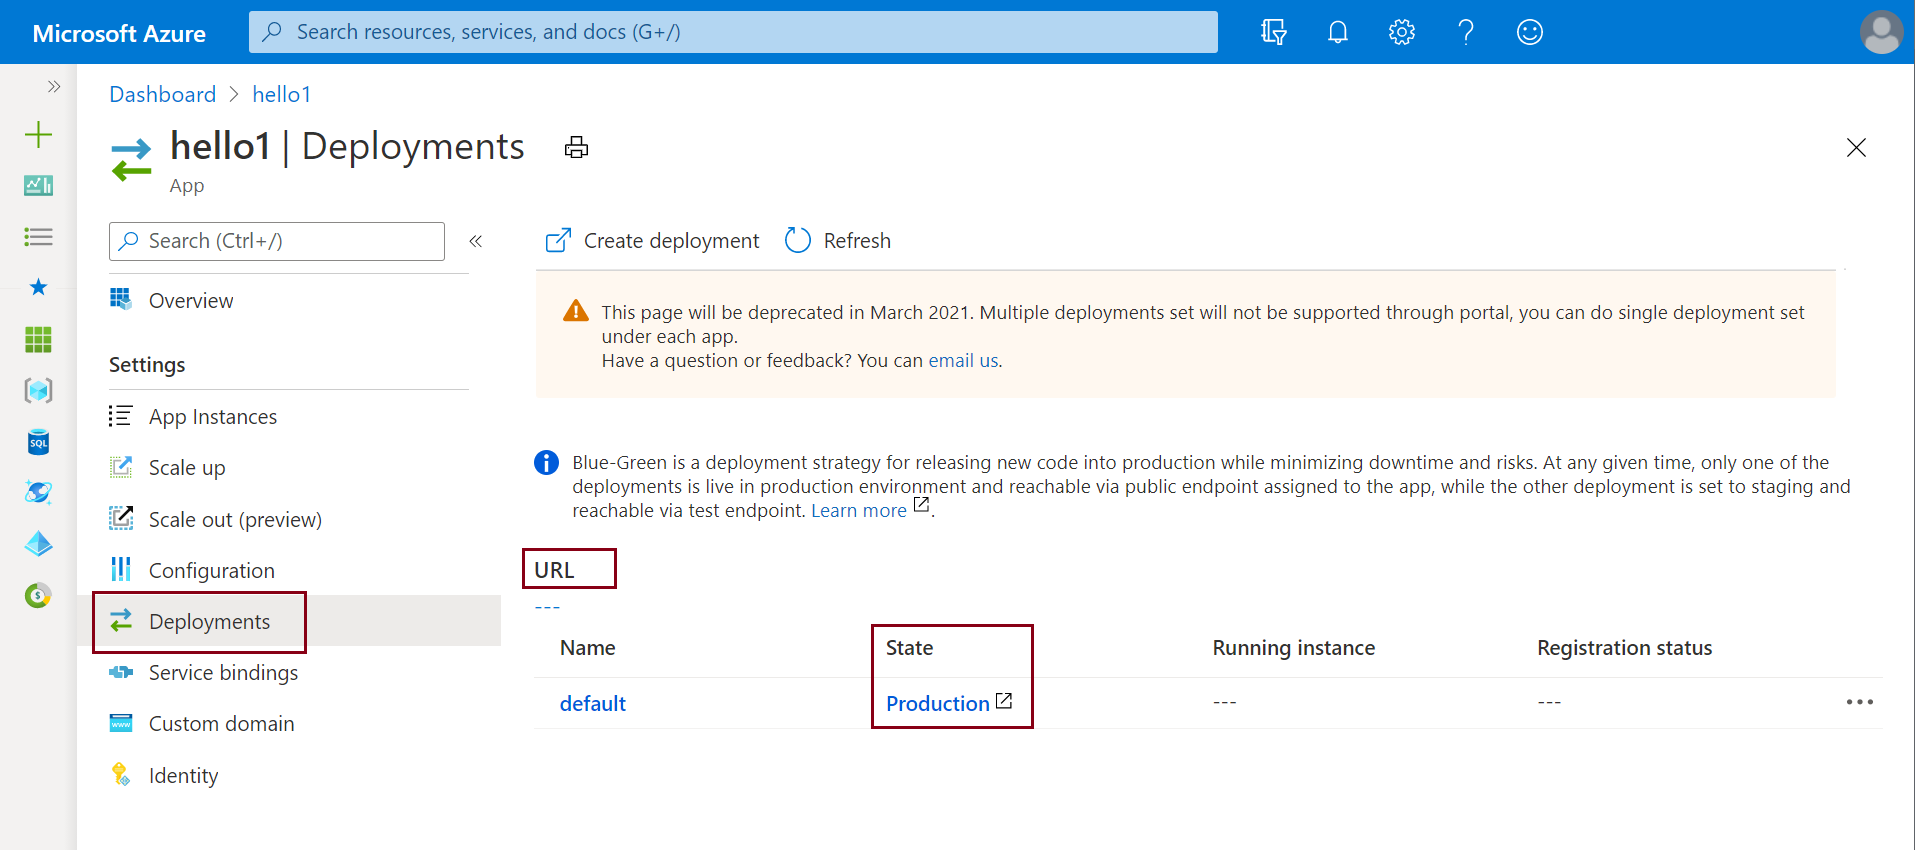 Microsoft Azure
Search resources, services, and docs (G+/)
Dashboard > hello1
hello1 | Deployments
App
Search (Ctrl+/)
Overview
Settings
App Instances
Scale up
Scale out (preview)
Configuration
Deployments
Service bindings
Custom domain
Identity
Create deployment
Refresh
This page will be deprecated in March 2021. Multiple deployments set will not be supported through portal, you can do single deployment set
under each app.
Have a question or feedback? You can email us.
Blue-Green is a deployment strategy for releasing new code into production while minimizing downtime and risks. At any given time, only one of the
deployments is live in production environment and reachable via public endpoint assigned to the app, while the other deployment is set to staging and
reachable via test endpoint. Learn more.
URL
---
Name State Running instance Registration status
default Production --- --- •••
SQL
www
$